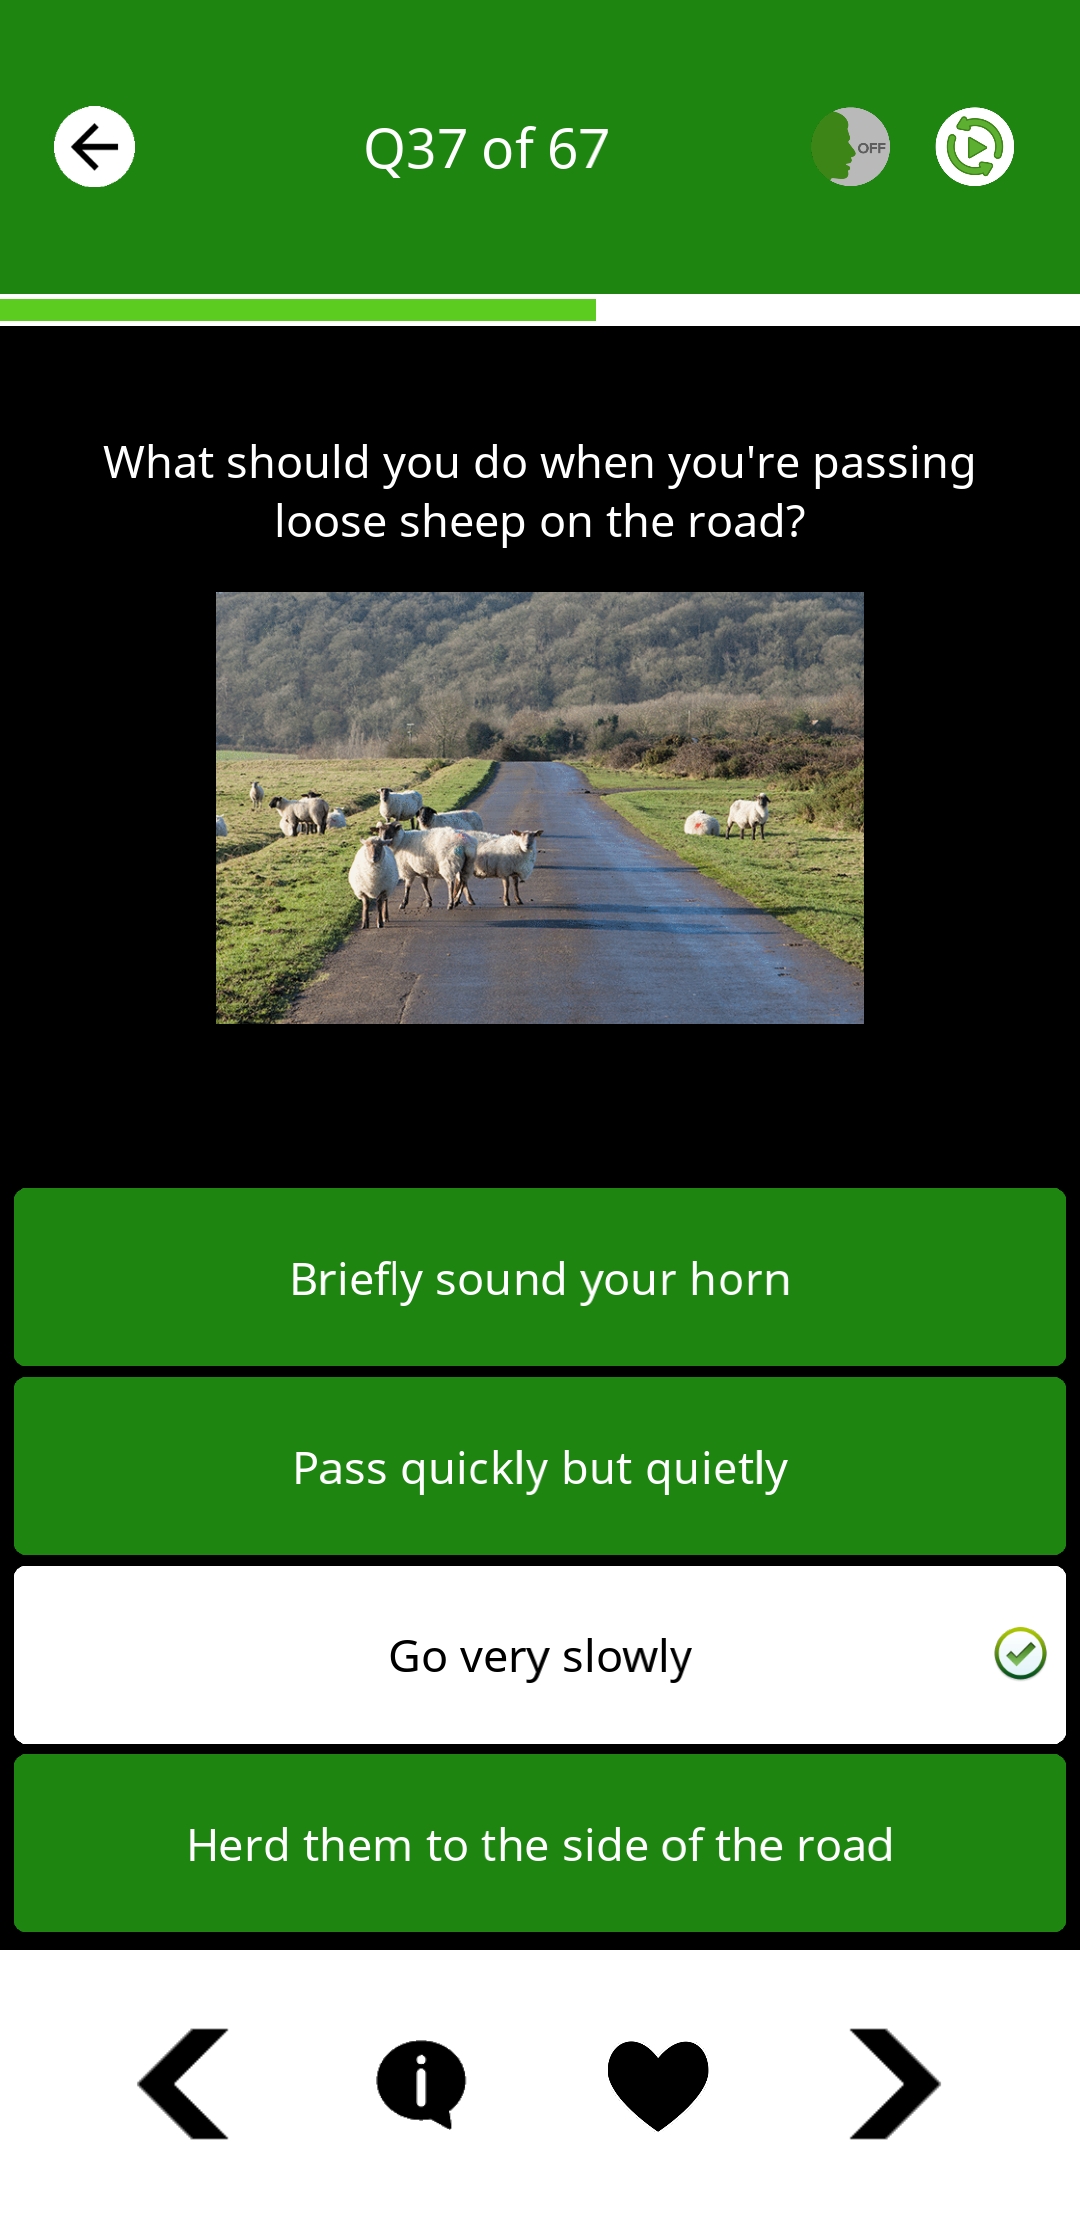 Q37 of 67
OFF
What should you do when you're passing
loose sheep on the road?
Briefly sound your horn
Pass quickly but quietly
Go very slowly
Herd them to the side of the road